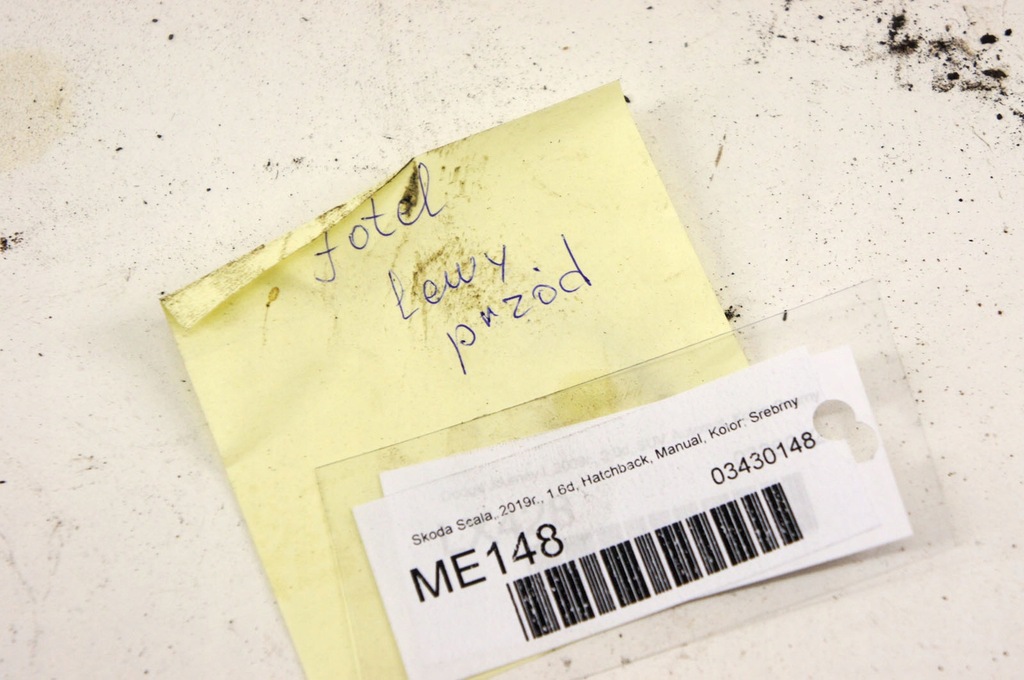 fotel
lewy
przód
Skoda Scala,, 2019r., 1.6d, Hatchback, Manual, Kolor: Srebrny
03430148
ME148